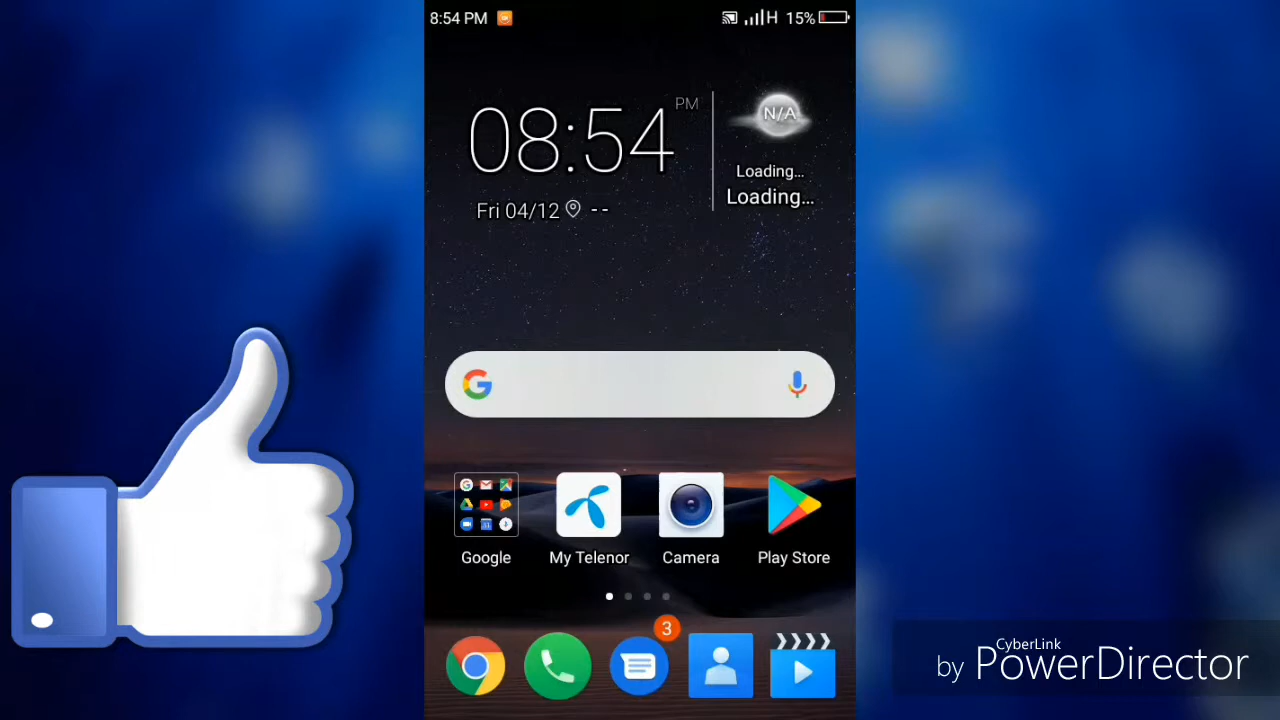 8:54 PM
H 15%
PM
08:54
N/A
Loading...
Loading...
Fri 04/12 --
Google
My Telenor
Camera
Play Store
3
CyberLink
by PowerDirector